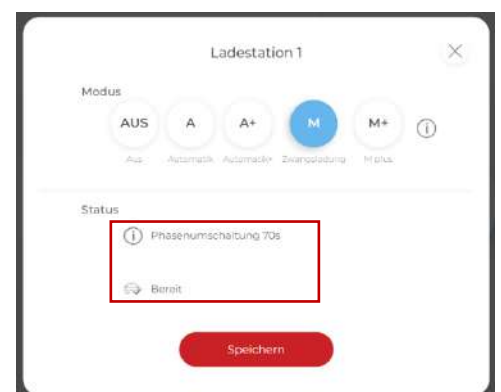 Ladestation 1
Modus
AUS A A+ M M+
Aus Automatik Automatik+ Zwangsladung M plus
Status
Phasenumschaltung 70s
Bereit
Speichern